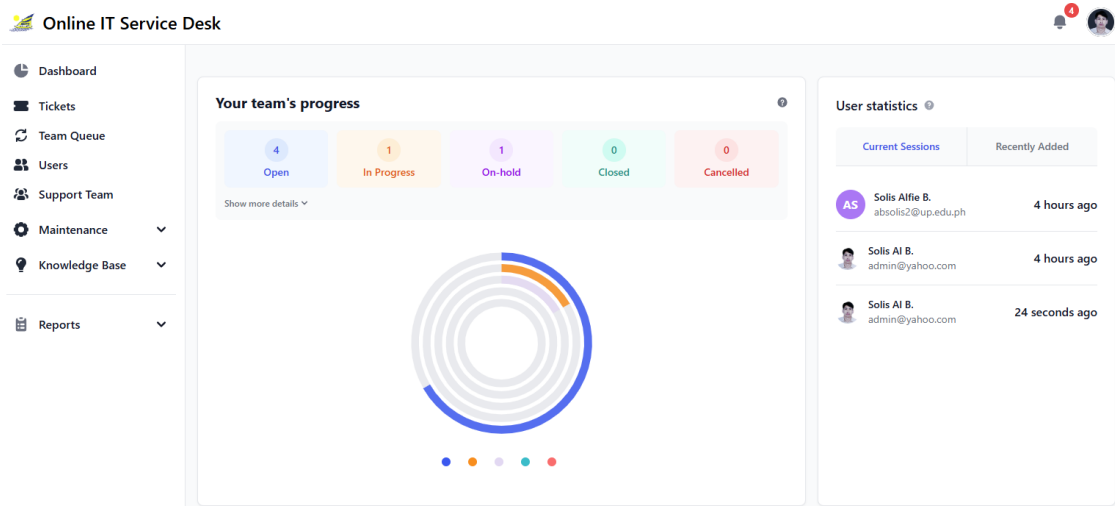 Online IT Service Desk
4
Dashboard
Tickets
Team Queue
Users
Support Team
Maintenance
Knowledge Base
Reports
Your team's progress
?
4
Open
1
In Progress
1
On-hold
0
Closed
0
Cancelled
Show more details
User statistics ?
Current Sessions
Recently Added
AS
Solis Alfie B.
absolis2@up.edu.ph
4 hours ago
Solis Al B.
admin@yahoo.com
4 hours ago
Solis Al B.
admin@yahoo.com
24 seconds ago